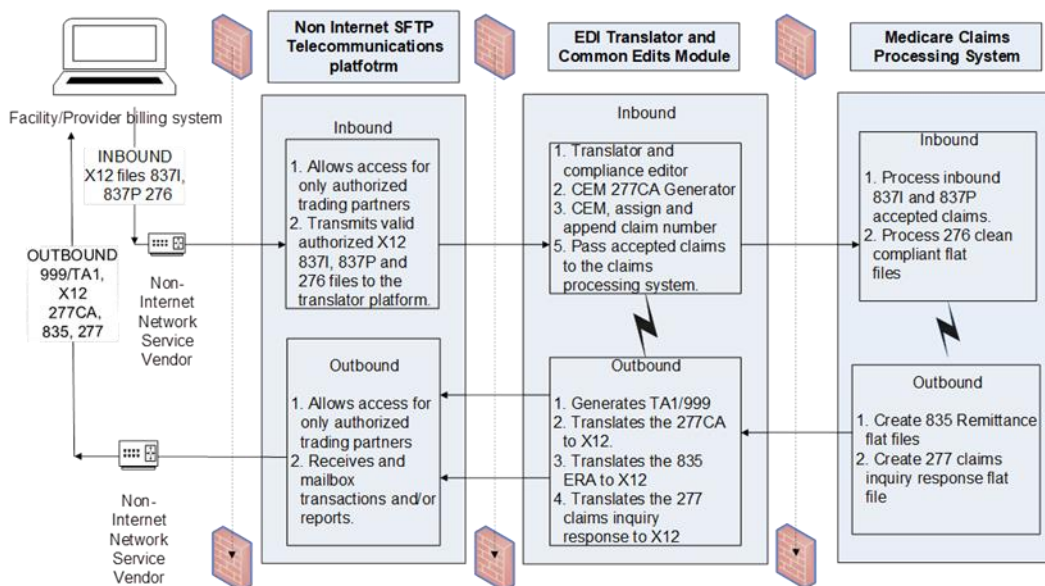 Non Internet SFTP
Telecommunications
platfotrm
EDI Translator and
Common Edits Module
Medicare Claims
Processing System
Facility/Provider billing system
INBOUND
X12 files 837I,
837P 276
OUTBOUND
999/TA1,
X12
277CA,
835, 277
Non-
Internet
Network
Service
Vendor
Non-
Internet
Network
Service
Vendor
Inbound
1. Allows access for
only authorized
trading partners
2. Transmits valid
authorized X12
837I, 837P and
276 files to the
translator platform.
Outbound
1. Allows access for
only authorized
trading partners
2. Receives and
mailbox
transactions and/or
reports.
Inbound
1. Translator and
compliance editor
2. CEM 277CA Generator
3. CEM, assign and
append claim number
5. Pass accepted claims
to the claims
processing system.
Outbound
1. Generates TA1/999
2. Translates the 277CA
to X12.
3. Translates the 835
ERA to X12
4. Translates the 277
claims inquiry
response to X12
Inbound
1. Process inbound
837I and 837P
accepted claims.
2. Process 276 clean
compliant flat
files
Outbound
1. Create 835 Remittance
flat files
2. Create 277 claims
inquiry response flat
file